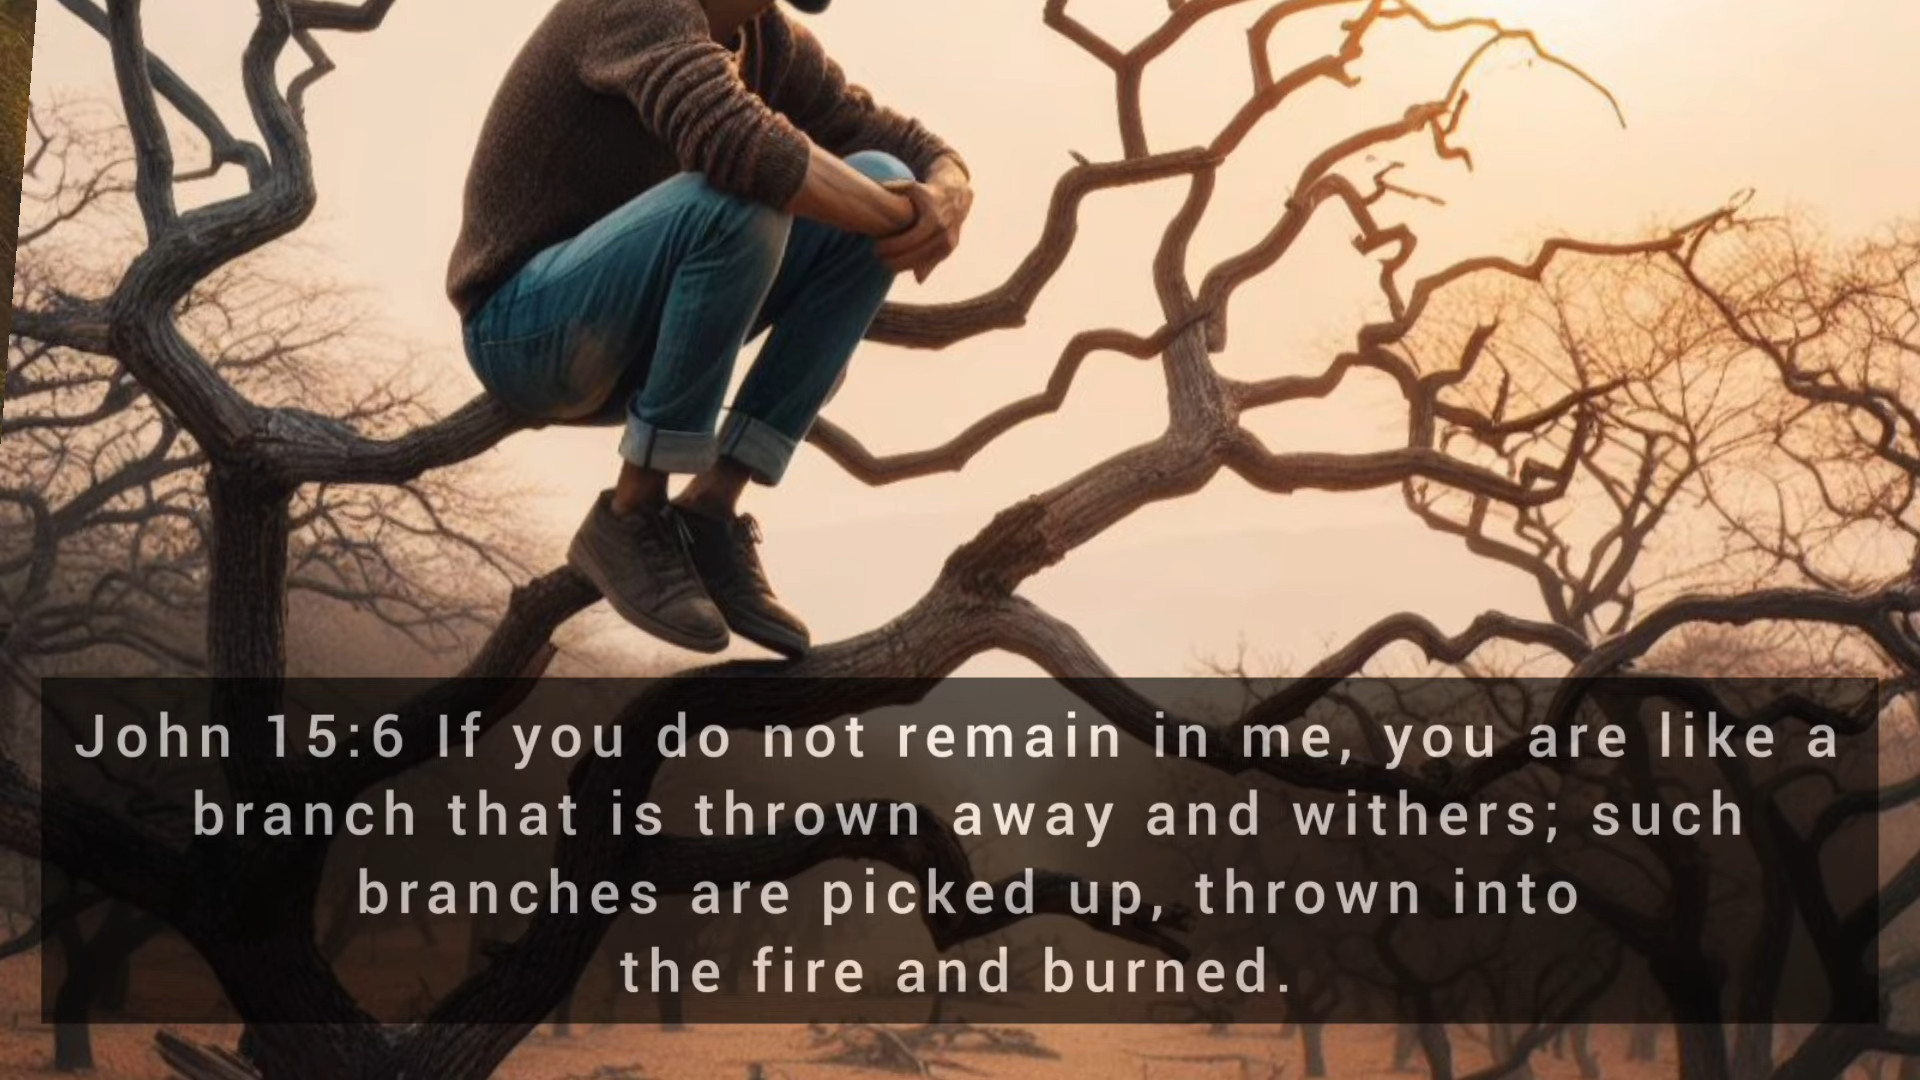 John 15:6 If you do not remain in me, you are like a
branch that is thrown away and withers; such
branches are picked up, thrown into
the fire and burned.